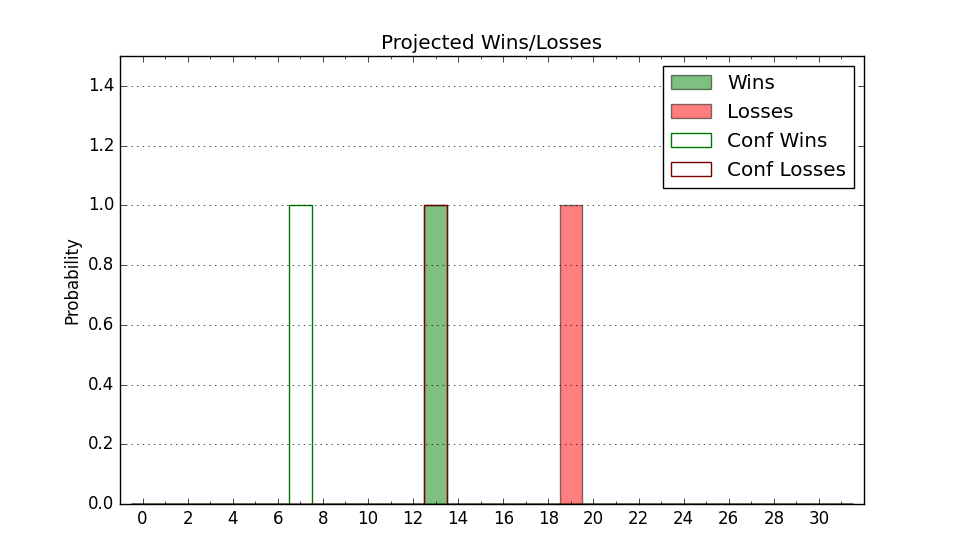 Projected Wins/Losses
Wins
Losses
Conf Wins
Conf Losses
Probability
1.4
1.2
1.0
0.8
0.6
0.4
0.2
0.0
0 2 4 6 8 10 12 14 16 18 20 22 24 26 28 30